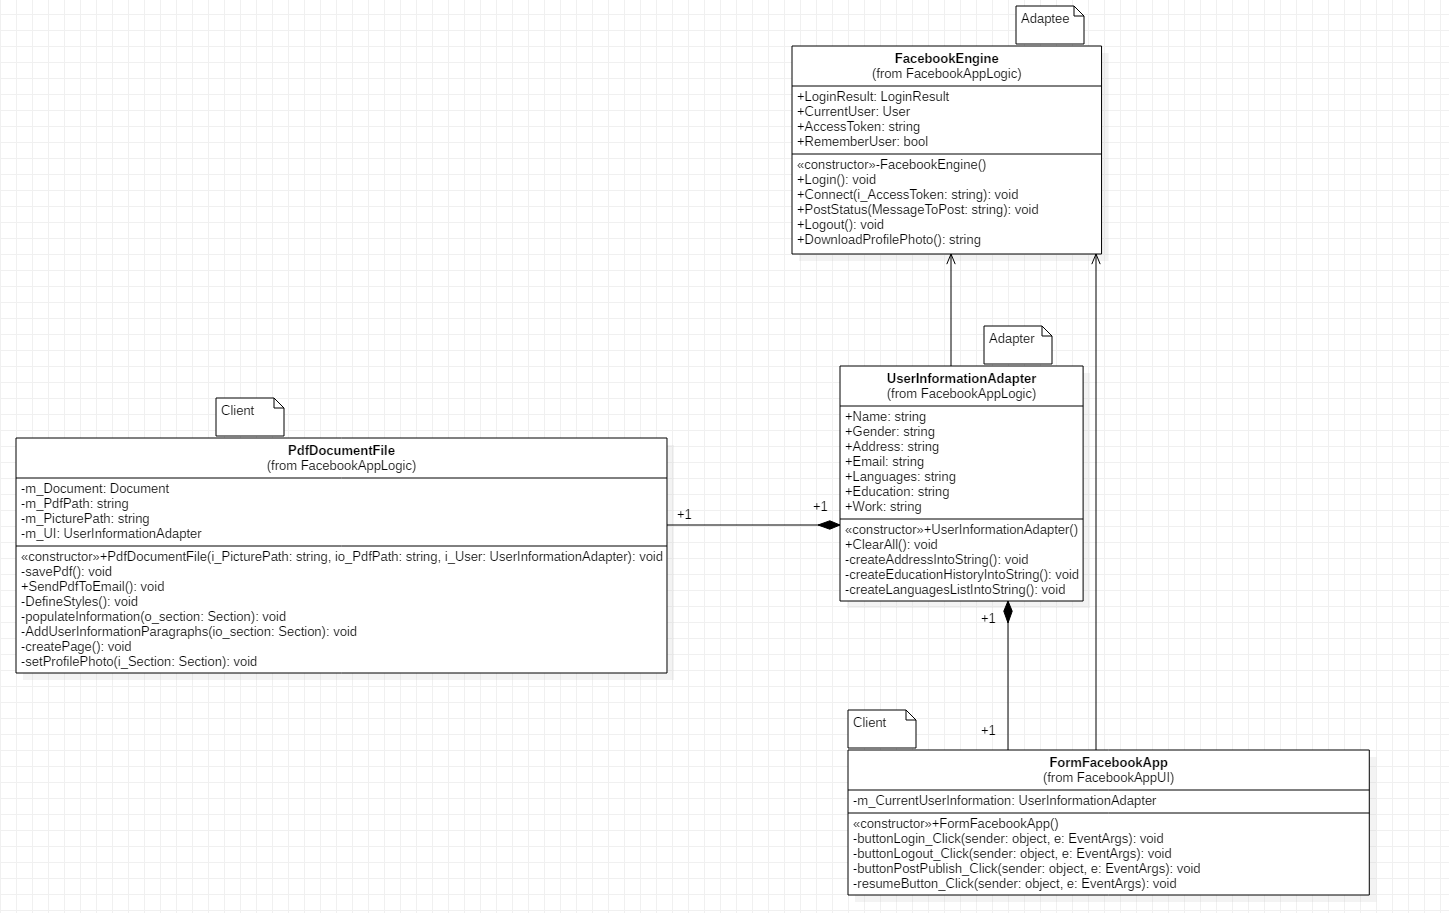 Adaptee
FacebookEngine
(from FacebookAppLogic)
+LoginResult: LoginResult
+CurrentUser: User
+AccessToken: string
+RememberUser: bool
«constructor»-FacebookEngine()
+Login(): void
+Connect(i_AccessToken: string): void
+PostStatus(MessageToPost: string): void
+Logout(): void
+DownloadProfilePhoto(): string
Adapter
UserInformationAdapter
(from FacebookAppLogic)
+Name: string
+Gender: string
+Address: string
+Email: string
+Languages: string
+Education: string
+Work: string
«constructor»+UserInformationAdapter()
+ClearAll(): void
-createAddressIntoString(): void
-createEducationHistoryIntoString(): void
-createLanguagesListIntoString(): void
Client
PdfDocumentFile
(from FacebookAppLogic)
-m_Document: Document
-m_PdfPath: string
-m_PicturePath: string
-m_UI: UserInformationAdapter
«constructor»+PdfDocumentFile(i_PicturePath: string, io_PdfPath: string, i_User: UserInformationAdapter): void
-savePdf(): void
+SendPdfToEmail(): void
-DefineStyles(): void
-populateInformation(o_section: Section): void
-AddUserInformationParagraphs(io_section: Section): void
-createPage(): void
-setProfilePhoto(i_Section: Section): void
+1
+1
+1
+1
Client
FormFacebookApp
(from FacebookAppUI)
-m_CurrentUserInformation: UserInformationAdapter
«constructor»+FormFacebookApp()
-buttonLogin_Click(sender: object, e: EventArgs): void
-buttonLogout_Click(sender: object, e: EventArgs): void
-buttonPostPublish_Click(sender: object, e: EventArgs): void
-resumeButton_Click(sender: object, e: EventArgs): void